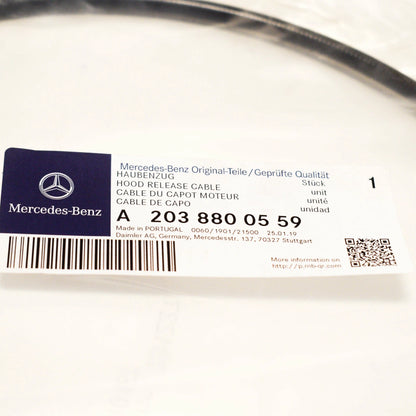 Mercedes-Benz Original-Teile/Geprüfte Qualität
HAUBENZUG Stück 1
HOOD RELEASE CABLE unit
CABLE DU CAPOT MOTEUR unité
CABLE DE CAPO unidad
Mercedes-Benz
A 203 880 05 59
Made in PORTUGAL 0060/1901/21500 25.01.19
Daimler AG, Germany, Mercedesstr. 137, 70327 Stuttgart
More information on
http://p.mb-qr.com